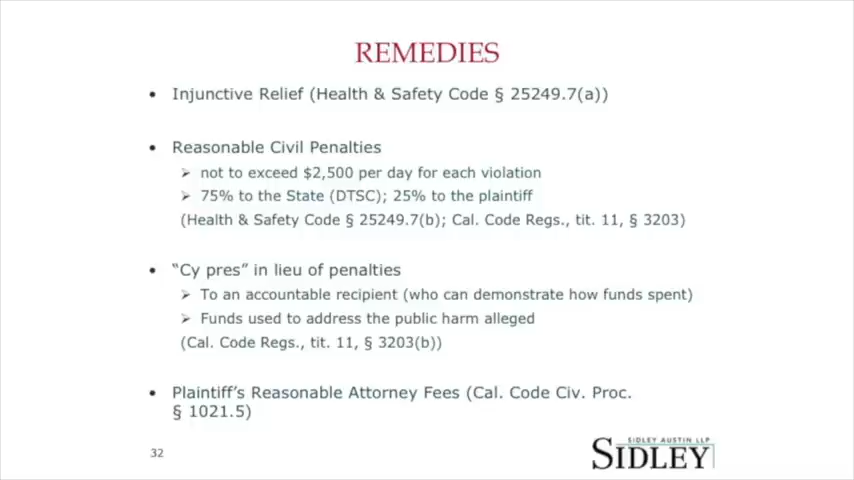 REMEDIES
• Injunctive Relief (Health & Safety Code § 25249.7(a))
• Reasonable Civil Penalties
➢ not to exceed $2,500 per day for each violation
➢ 75% to the State (DTSC); 25% to the plaintiff
(Health & Safety Code § 25249.7(b); Cal. Code Regs., tit. 11, § 3203)
• “Cy pres” in lieu of penalties
➢ To an accountable recipient (who can demonstrate how funds spent)
➢ Funds used to address the public harm alleged
(Cal. Code Regs., tit. 11, § 3203(b))
• Plaintiff’s Reasonable Attorney Fees (Cal. Code Civ. Proc.
§ 1021.5)
32
SIDLEY AUSTIN LLP
SIDLEY